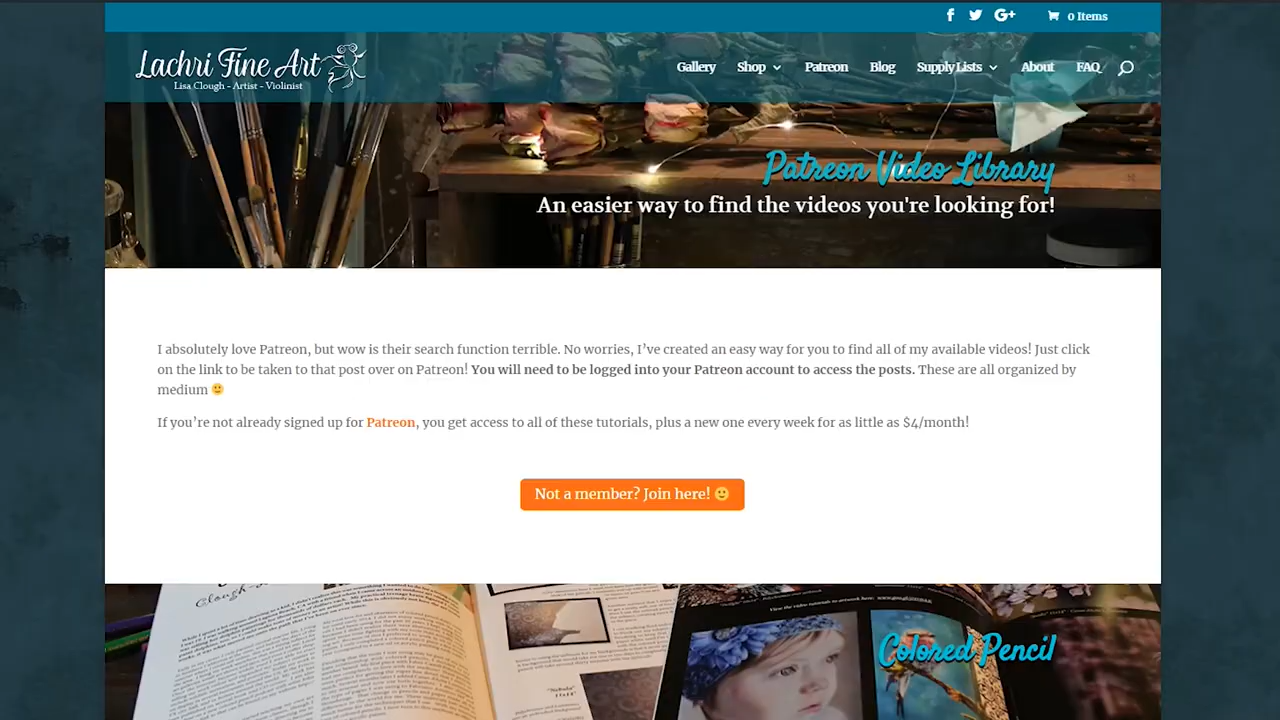 0 Items
Lachri Fine Art
Lisa Clough - Artist - Violinist
Gallery Shop Patreon Blog Supply Lists About FAQ
Patreon Video Library
An easier way to find the videos you're looking for!
I absolutely love Patreon, but wow is their search function terrible. No worries, I’ve created an easy way for you to find all of my available videos! Just click
on the link to be taken to that post over on Patreon! You will need to be logged into your Patreon account to access the posts. These are all organized by
medium 🙂
If you’re not already signed up for Patreon, you get access to all of these tutorials, plus a new one every week for as little as $4/month!
Not a member? Join here! 🙂
Colored Pencil
"Nebula"